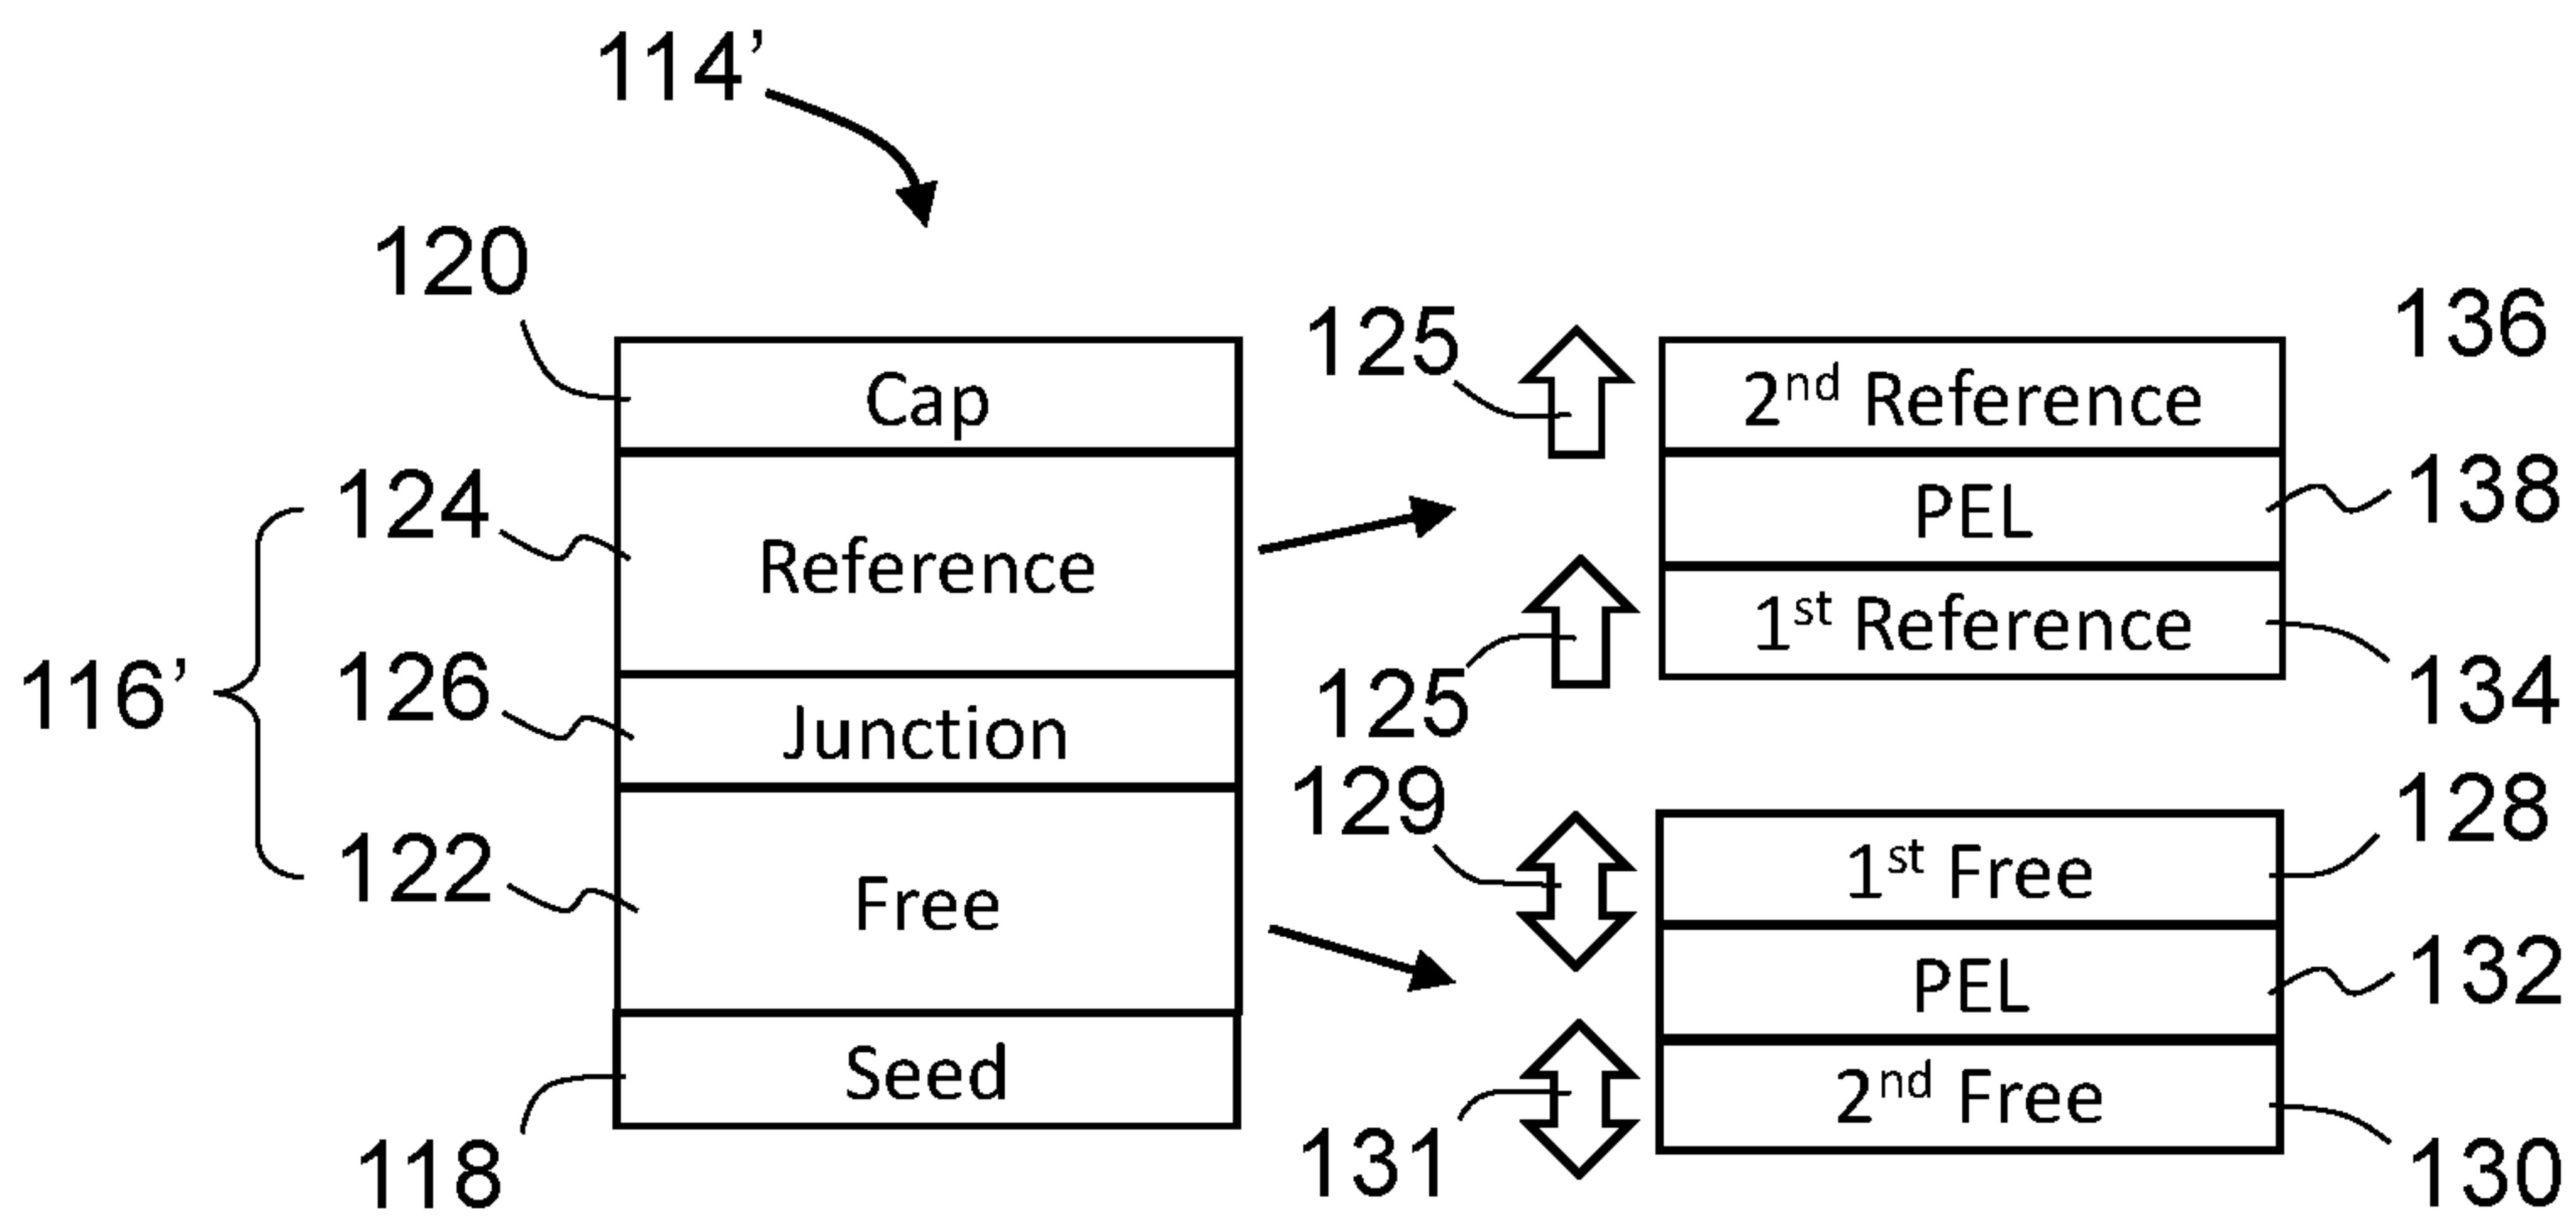 114’
120
Cap
124
Reference
126
Junction
116’
122
Free
Seed
118
125
2nd Reference
136
PEL
138
125
1st Reference
134
129
1st Free
128
PEL
132
131
2nd Free
130